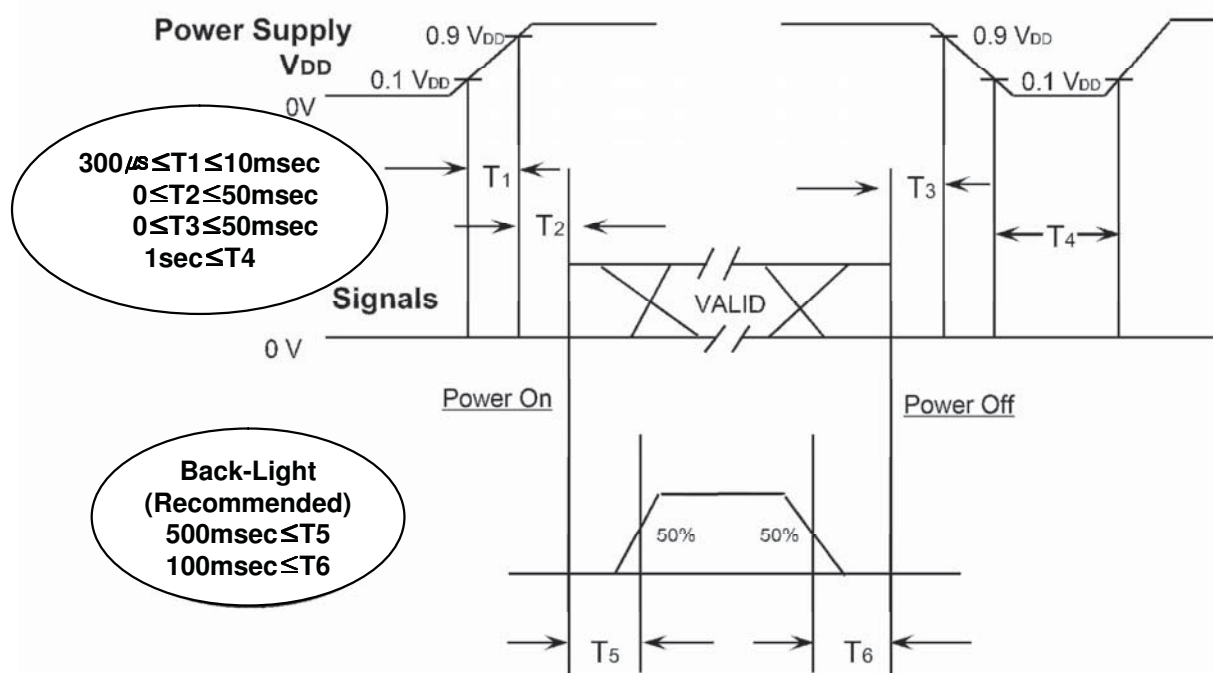 Power Supply
VDD
0.9 VDD
0.1 VDD
0V
0.9 VDD
0.1 VDD
300μs≤T1≤10msec
0≤T2≤50msec
0≤T3≤50msec
1sec≤T4
T1
T2
T3
T4
Signals
VALID
0 V
Power On
Power Off
Back-Light
(Recommended)
500msec≤T5
100msec≤T6
50%
50%
T5
T6